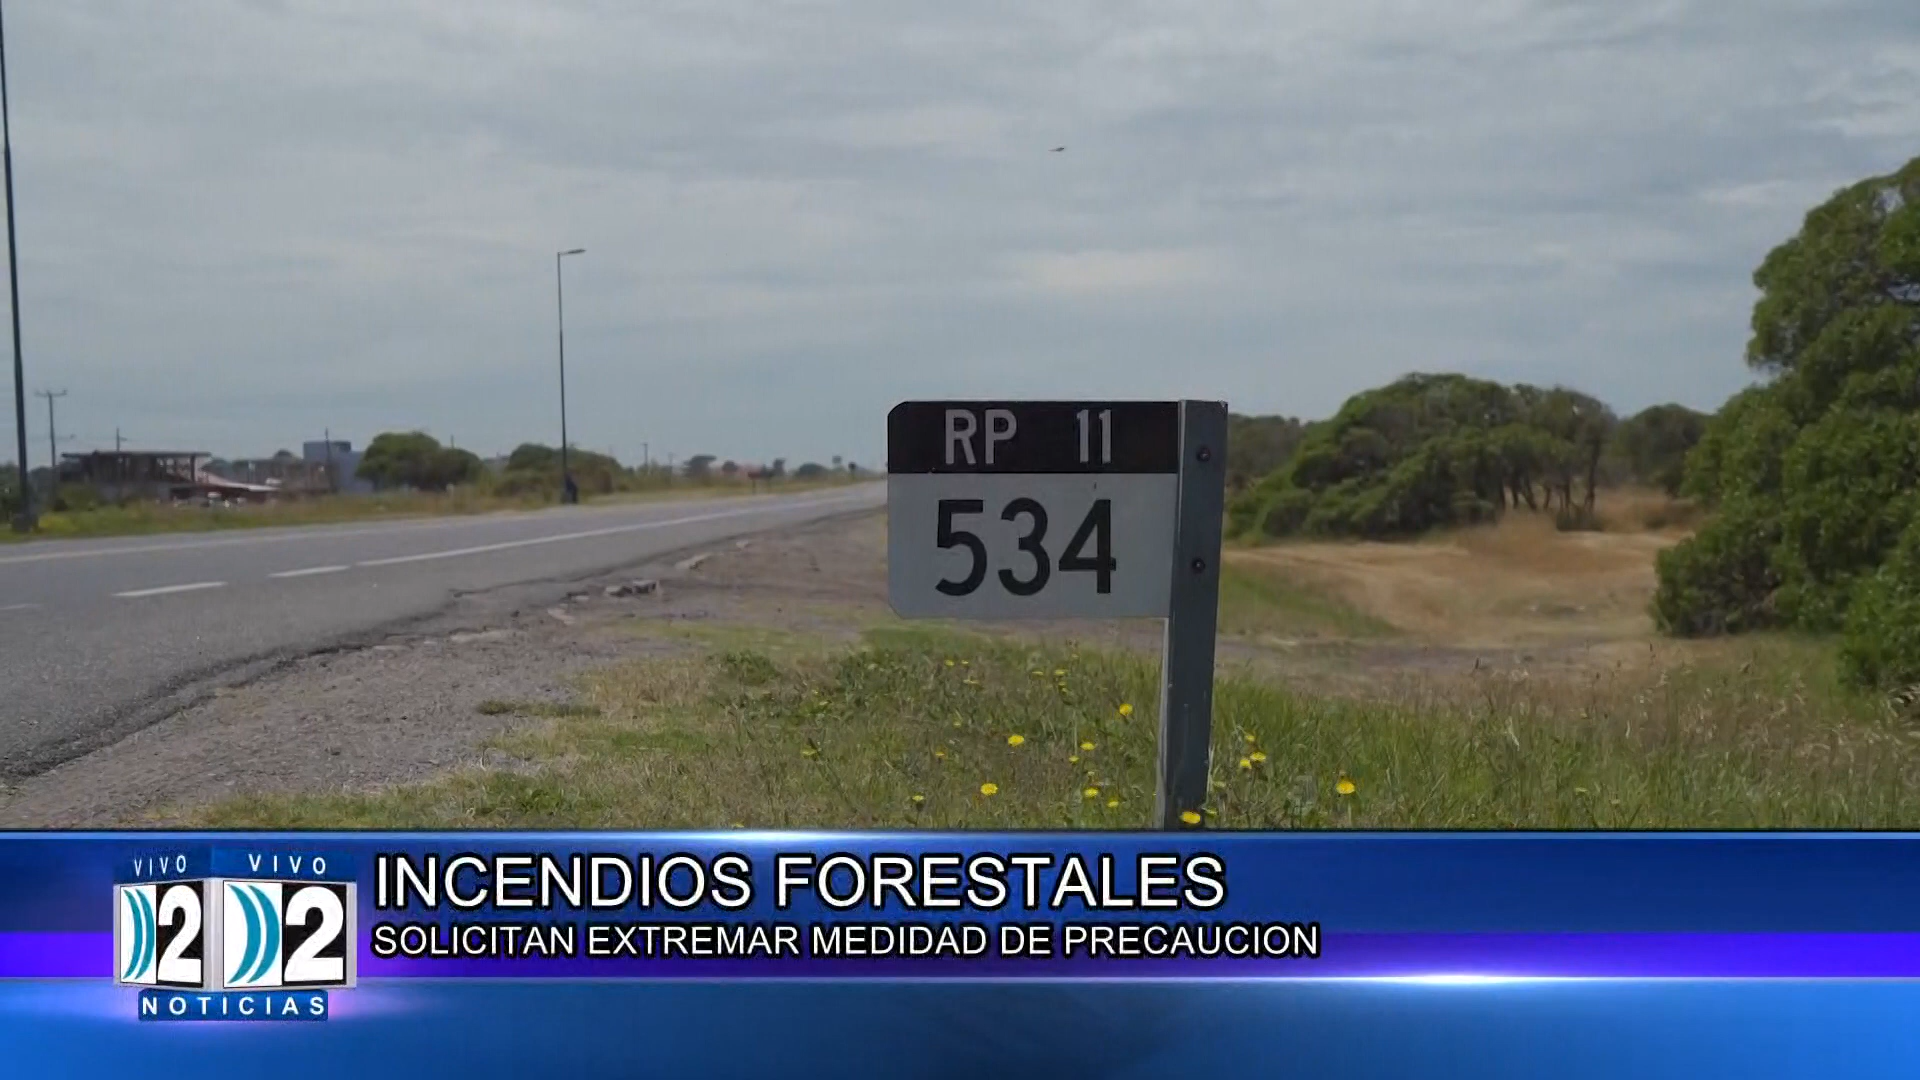 RP 11
534
VIVO VIVO
2 2
NOTICIAS
INCENDIOS FORESTALES
SOLICITAN EXTREMAR MEDIDAD DE PRECAUCION